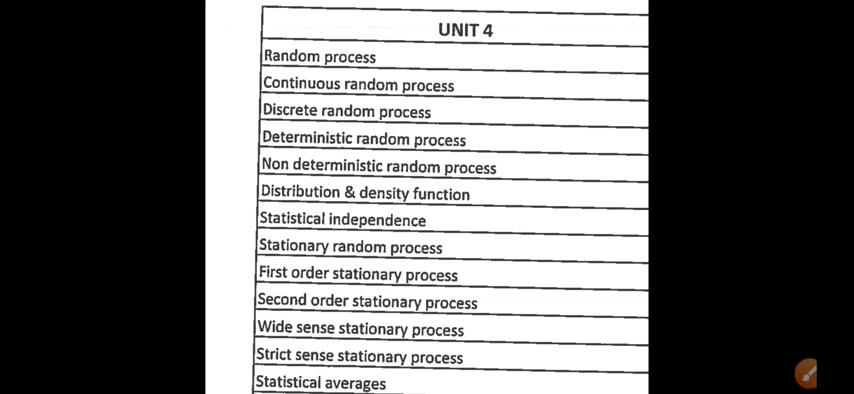 UNIT 4
Random process
Continuous random process
Discrete random process
Deterministic random process
Non deterministic random process
Distribution & density function
Statistical independence
Stationary random process
First order stationary process
Second order stationary process
Wide sense stationary process
Strict sense stationary process
Statistical averages